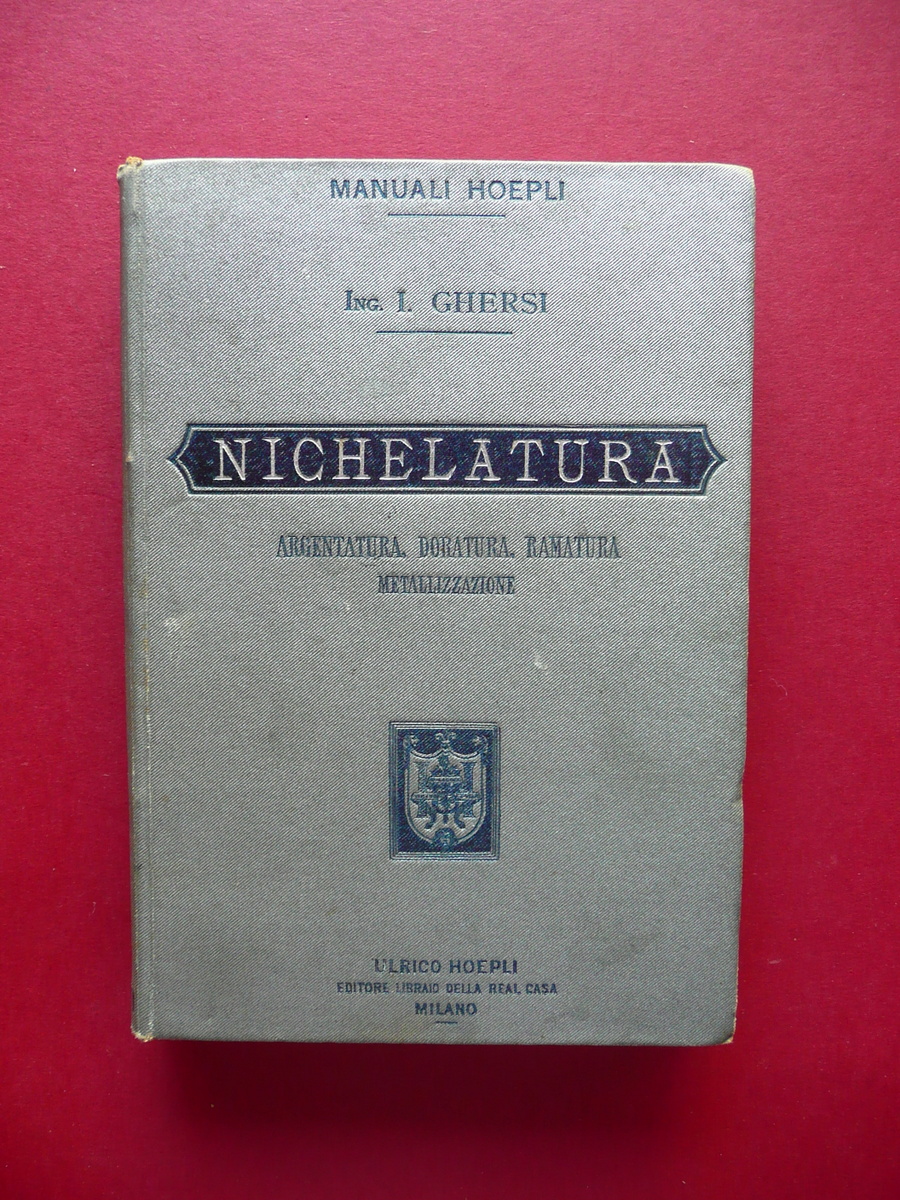 MANUALI HOEPLI
ING. I. GHERSI
NICHELATURA
ARGENTATURA, DORATURA, RAMATURA
METALLIZZAZIONE
ULRICO HOEPLI
EDITORE LIBRAIO DELLA REAL CASA
MILANO